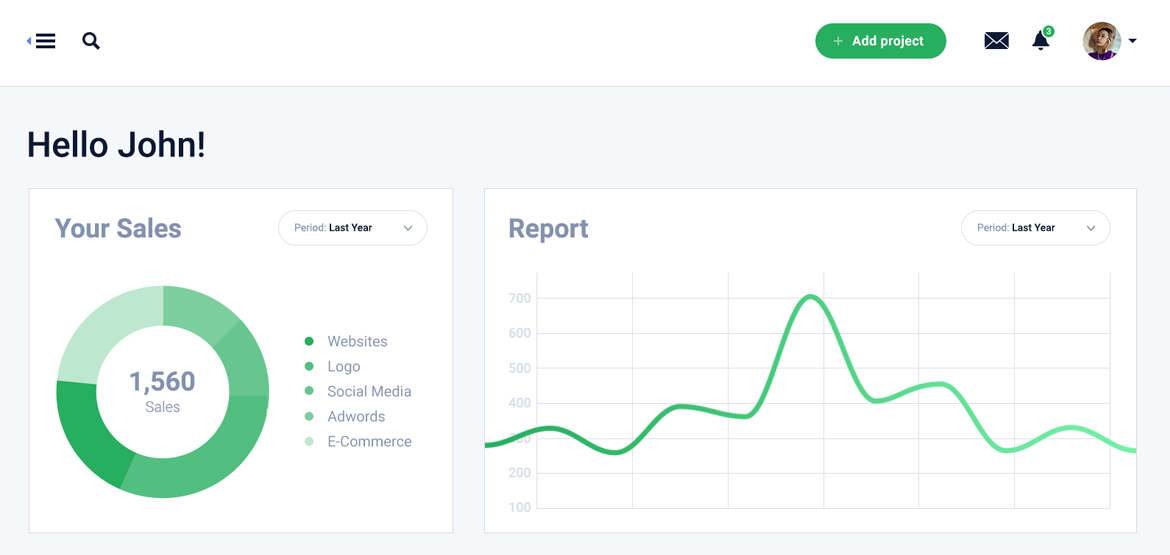 + Add project
3
Hello John!
Your Sales
Period: Last Year
1,560
Sales
Websites
Logo
Social Media
Adwords
E-Commerce
Report
Period: Last Year
700
600
500
400
300
200
100